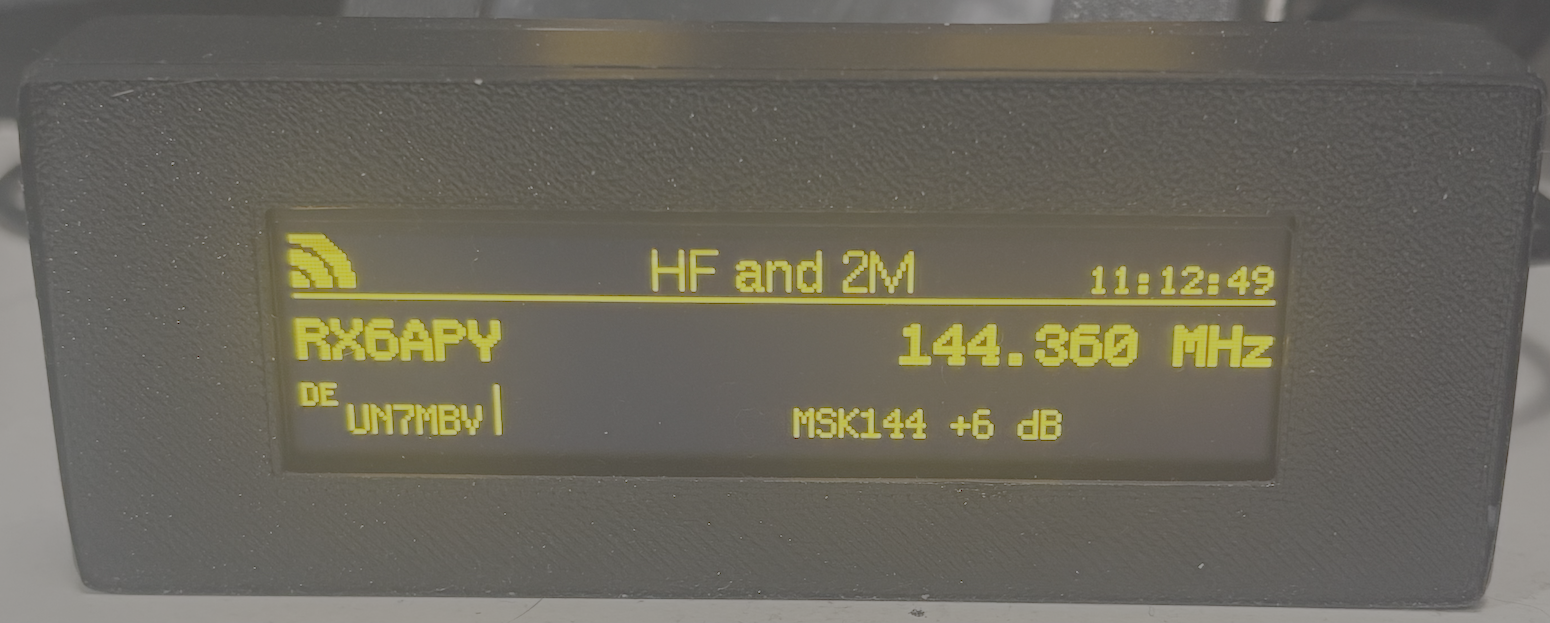 HF and 2M 11:12:49
RX6APY 144.360 MHz
DE UN7MBV MSK144 +6 dB